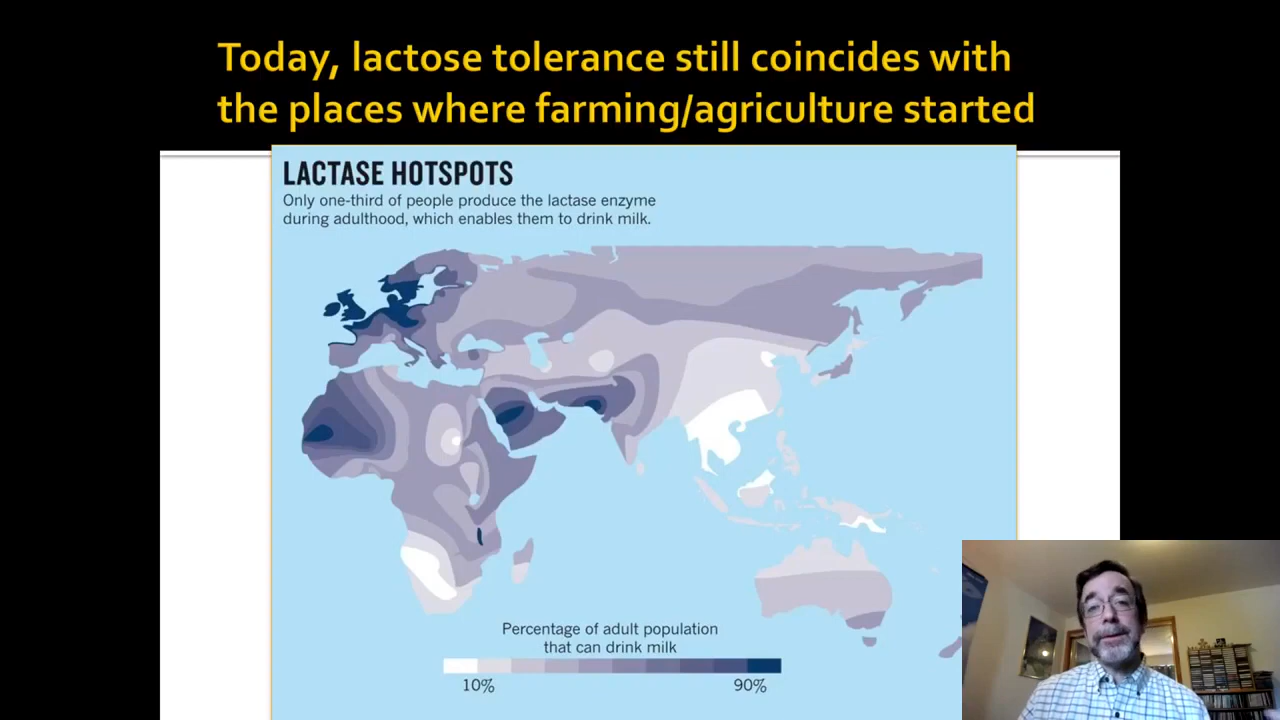 Today, lactose tolerance still coincides with
the places where farming/agriculture started
LACTASE HOTSPOTS
Only one-third of people produce the lactase enzyme
during adulthood, which enables them to drink milk.
Percentage of adult population
that can drink milk
10%
90%